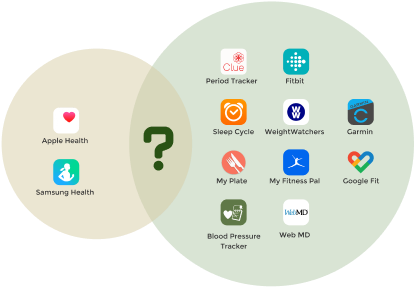 Clue
Period Tracker
Fitbit
Apple Health
Sleep Cycle
W
WeightWatchers
Garmin
?
Samsung Health
My Plate
My Fitness Pal
Google Fit
WebMD
Blood Pressure
Tracker
Web MD